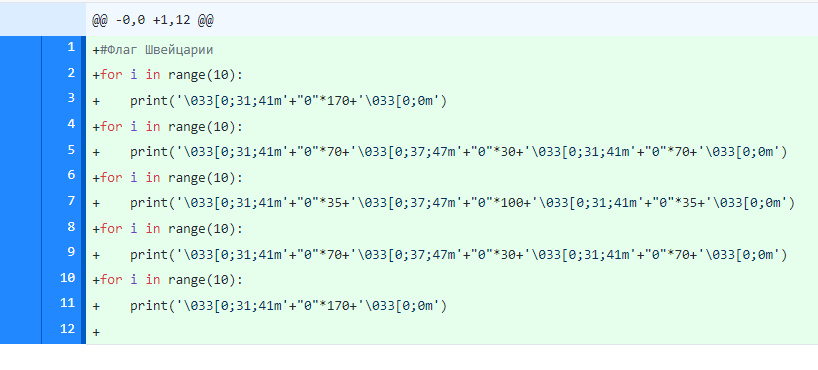 @@ -0,0 +1,12 @@
1 +#Флаг Швейцарии
2 +for i in range(10):
3 +    print('\033[0;31;41m'+"0"*170+'\033[0;0m')
4 +for i in range(10):
5 +    print('\033[0;31;41m'+"0"*70+'\033[0;37;47m'+"0"*30+'\033[0;31;41m'+"0"*70+'\033[0;0m')
6 +for i in range(10):
7 +    print('\033[0;31;41m'+"0"*35+'\033[0;37;47m'+"0"*100+'\033[0;31;41m'+"0"*35+'\033[0;0m')
8 +for i in range(10):
9 +    print('\033[0;31;41m'+"0"*70+'\033[0;37;47m'+"0"*30+'\033[0;31;41m'+"0"*70+'\033[0;0m')
10 +for i in range(10):
11 +    print('\033[0;31;41m'+"0"*170+'\033[0;0m')
12 +